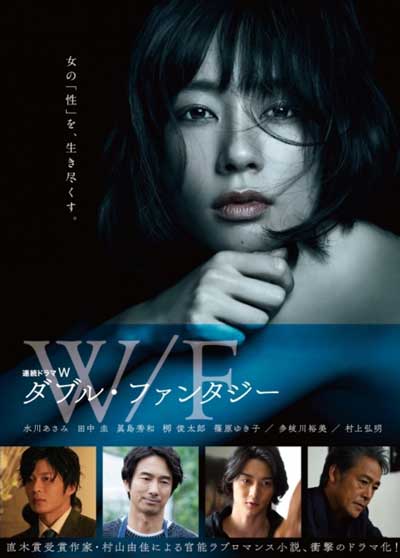 女の「性」を、生き尽くす。
W/F
連続ドラマW
ダブル・ファンタジー
水川あさみ 田中 圭 眞島秀和 栁 俊太郎 篠原ゆき子／多岐川裕美／村上弘明
直木賞受賞作家・村山由佳による官能ラブロマンス小説、衝撃のドラマ化!